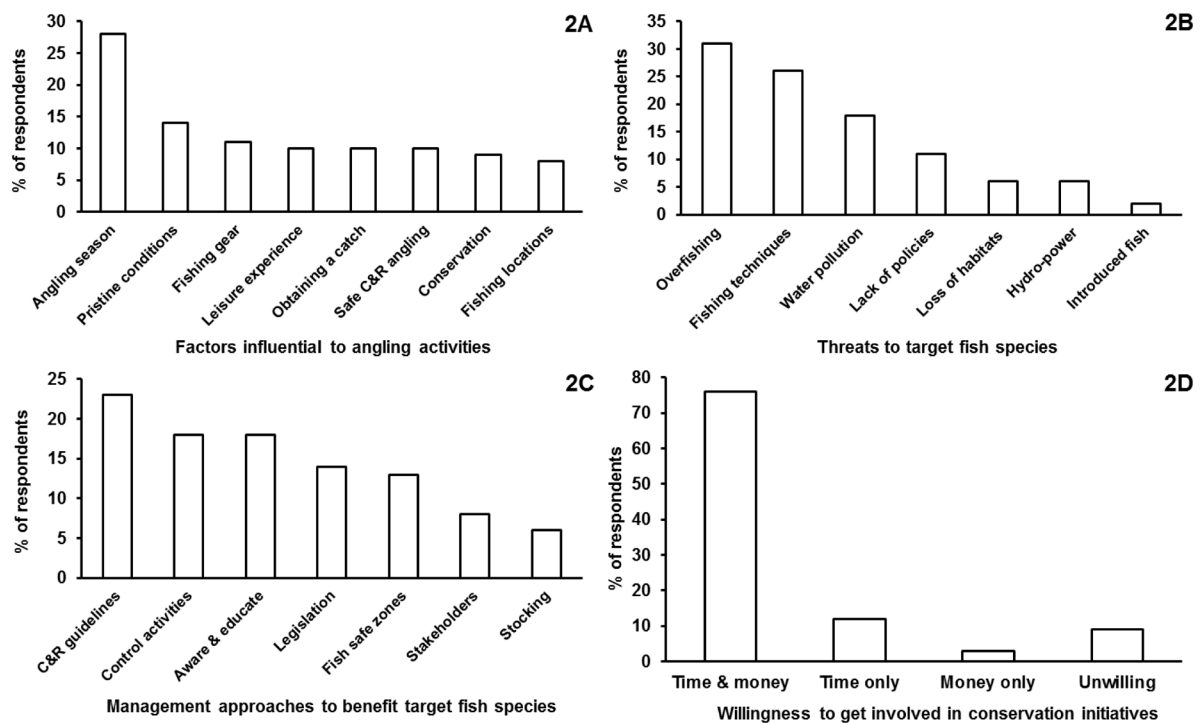 2A
% of respondents
30
25
20
15
10
5
0
Angling season
Pristine conditions
Fishing gear
Leisure experience
Obtaining a catch
Safe C&R angling
Conservation
Fishing locations
Factors influential to angling activities
2B
% of respondents
35
30
25
20
15
10
5
0
Overfishing
Fishing techniques
Water pollution
Lack of policies
Loss of habitats
Hydro-power
Introduced fish
Threats to target fish species
2C
% of respondents
25
20
15
10
5
0
C&R guidelines
Control activities
Aware & educate
Legislation
Fish safe zones
Stakeholders
Stocking
Management approaches to benefit target fish species
2D
% of respondents
80
70
60
50
40
30
20
10
0
Time & money
Time only
Money only
Unwilling
Willingness to get involved in conservation initiatives